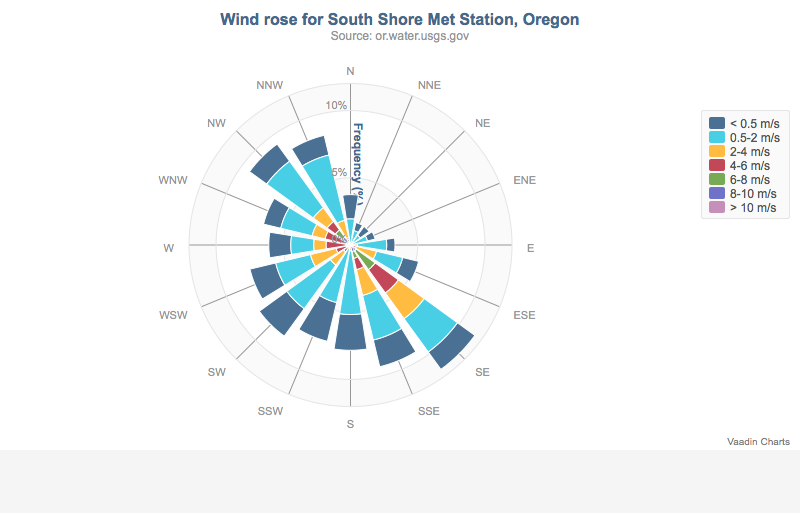 Wind rose for South Shore Met Station, Oregon
Source: or.water.usgs.gov
N
NNE
NE
ENE
E
ESE
SE
SSE
S
SSW
SW
WSW
W
WNW
NW
NNW
10%
5%
Frequency (%)
< 0.5 m/s
0.5-2 m/s
2-4 m/s
4-6 m/s
6-8 m/s
8-10 m/s
> 10 m/s
Vaadin Charts